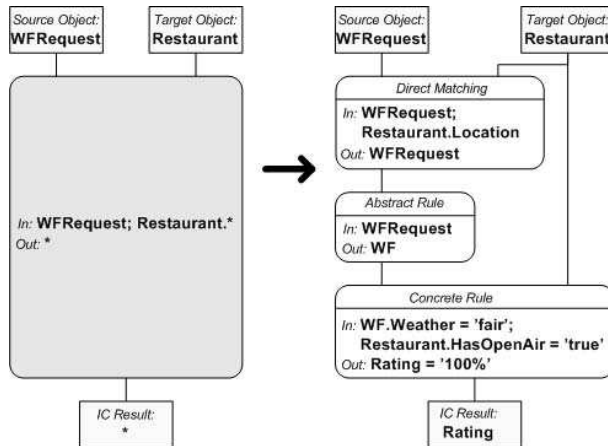 Source Object:
WFRequest
Target Object:
Restaurant
In: WFRequest; Restaurant.*
Out: *
IC Result:
*
Source Object:
WFRequest
Target Object:
Restaurant
Direct Matching
In: WFRequest;
Restaurant.Location
Out: WFRequest
Abstract Rule
In: WFRequest
Out: WF
Concrete Rule
In: WF.Weather = 'fair';
Restaurant.HasOpenAir = 'true'
Out: Rating = '100%'
IC Result:
Rating